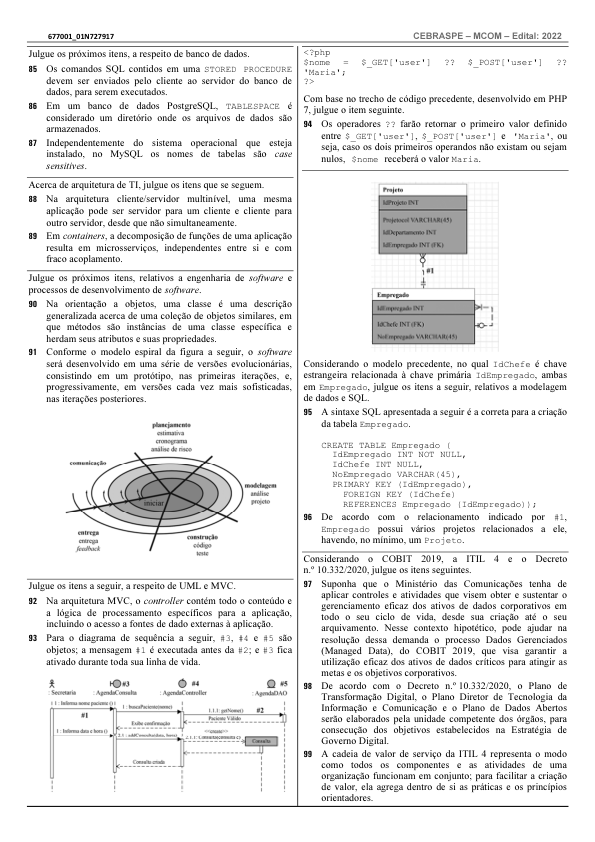 677001_01N727917
CEBRASPE – MCOM – Edital: 2022
Julgue os próximos itens, a respeito de banco de dados.
85 Os comandos SQL contidos em uma STORED PROCEDURE
devem ser enviados pelo cliente ao servidor do banco de
dados, para serem executados.
86 Em um banco de dados PostgreSQL, TABLESPACE é
considerado um diretório onde os arquivos de dados são
armazenados.
87 Independentemente do sistema operacional que esteja
instalado, no MySQL os nomes de tabelas são case
sensitives.
Acerca de arquitetura de TI, julgue os itens que se seguem.
88 Na arquitetura cliente/servidor multinível, uma mesma
aplicação pode ser servidor para um cliente e cliente para
outro servidor, desde que não simultaneamente.
89 Em containers, a decomposição de funções de uma aplicação
resulta em microsserviços, independentes entre si e com
fraco acoplamento.
Julgue os próximos itens, relativos a engenharia de software e
processos de desenvolvimento de software.
90 Na orientação a objetos, uma classe é uma descrição
generalizada acerca de uma coleção de objetos similares, em
que métodos são instâncias de uma classe específica e
herdam seus atributos e suas propriedades.
91 Conforme o modelo espiral da figura a seguir, o software
será desenvolvido em uma série de versões evolucionárias,
consistindo em um protótipo, nas primeiras iterações, e,
progressivamente, em versões cada vez mais sofisticadas,
nas iterações posteriores.
planejamento
estimativa
cronograma
análise de risco
comunicação
modelagem
análise
projeto
iniciar
entrega
entrega
feedback
construção
código
teste
Julgue os itens a seguir, a respeito de UML e MVC.
92 Na arquitetura MVC, o controller contém todo o conteúdo e
a lógica de processamento específicos para a aplicação,
incluindo o acesso a fontes de dado externas à aplicação.
93 Para o diagrama de sequência a seguir, #3, #4 e #5 são
objetos; a mensagem #1 é executada antes da #2; e #3 fica
ativado durante toda sua linha de vida.
#3 #4 #5
: Secretaria : AgendaConsulta : AgendaController : AgendaDAO
1 : Informa nome paciente ()
1.1 : buscaPaciente(nome)
1.1.1: getNome()
#1 #2
Paciente Válido
Exibe confirmação
1 : Informa data e hora ()
<<create>>
Consulta
Consulta criada
<?php
$nome = $_GET['user'] ?? $_POST['user'] ??
'Maria';
?>
Com base no trecho de código precedente, desenvolvido em PHP
7, julgue o item seguinte.
94 Os operadores ?? farão retornar o primeiro valor definido
entre $_GET['user'], $_POST['user'] e 'Maria', ou
seja, caso os dois primeiros operandos não existam ou sejam
nulos, $nome receberá o valor Maria.
Projeto
IdProjeto INT
Projetocol VARCHAR(45)
IdDepartamento INT
IdEmpregado INT (FK)
#1
Empregado
IdEmpregado INT
IdChefe INT (FK)
NoEmpregado VARCHAR(45)
Considerando o modelo precedente, no qual IdChefe é chave
estrangeira relacionada à chave primária IdEmpregado, ambas
em Empregado, julgue os itens a seguir, relativos a modelagem
de dados e SQL.
95 A sintaxe SQL apresentada a seguir é a correta para a criação
da tabela Empregado.
CREATE TABLE Empregado (
IdEmpregado INT NOT NULL,
IdChefe INT NULL,
NoEmpregado VARCHAR(45),
PRIMARY KEY (IdEmpregado),
FOREIGN KEY (IdChefe)
REFERENCES Empregado (IdEmpregado));
96 De acordo com o relacionamento indicado por #1,
Empregado possui vários projetos relacionados a ele,
havendo, no mínimo, um Projeto.
Considerando o COBIT 2019, a ITIL 4 e o Decreto
n.º 10.332/2020, julgue os itens seguintes.
97 Suponha que o Ministério das Comunicações tenha de
aplicar controles e atividades que visem obter e sustentar o
gerenciamento eficaz dos ativos de dados corporativos em
todo o seu ciclo de vida, desde sua criação até o seu
arquivamento. Nesse contexto hipotético, pode ajudar na
resolução dessa demanda o processo Dados Gerenciados
(Managed Data), do COBIT 2019, que visa garantir a
utilização eficaz dos ativos de dados críticos para atingir as
metas e os objetivos corporativos.
98 De acordo com o Decreto n.º 10.332/2020, o Plano de
Transformação Digital, o Plano Diretor de Tecnologia da
Informação e Comunicação e o Plano de Dados Abertos
serão elaborados pela unidade competente dos órgãos, para
consecução dos objetivos estabelecidos na Estratégia de
Governo Digital.
99 A cadeia de valor de serviço da ITIL 4 representa o modo
como todos os componentes e as atividades de uma
organização funcionam em conjunto; para facilitar a criação
de valor, ela agrega dentro de si as práticas e os princípios
orientadores.